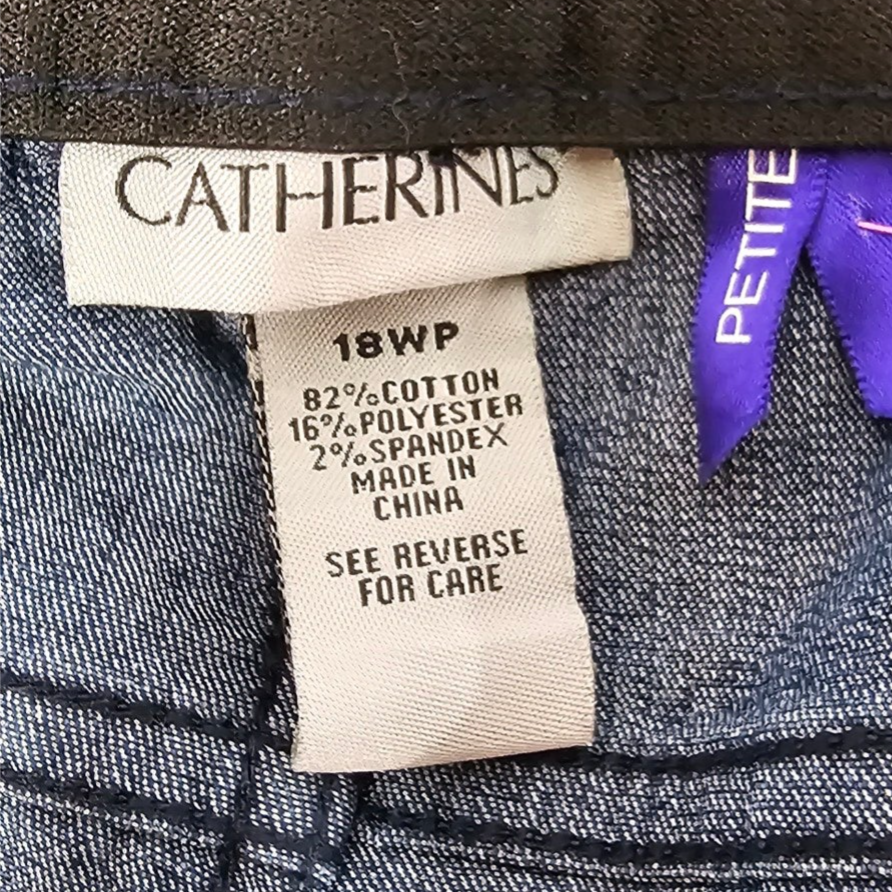 CATHERINES
18WP
82%COTTON
16%POLYESTER
2%SPANDEX
MADE IN
CHINA
SEE REVERSE
FOR CARE
PETITE